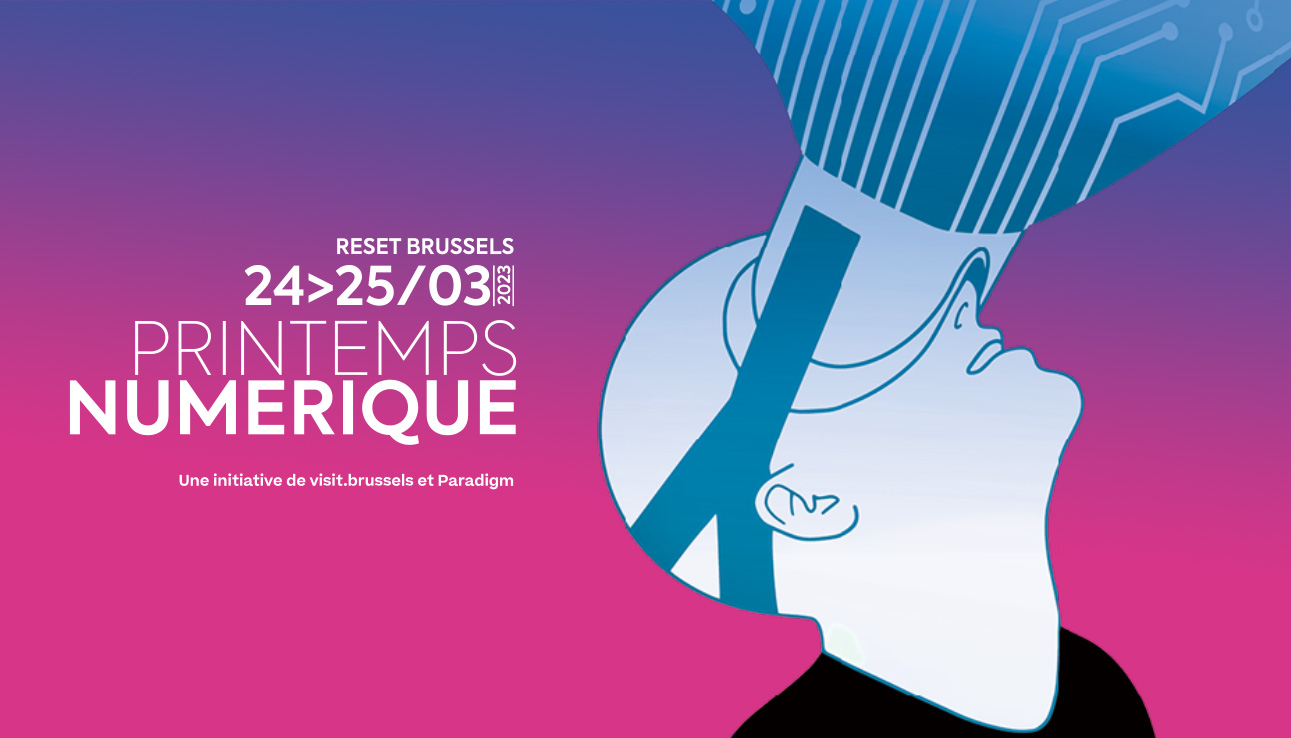 RESET BRUSSELS
24>25/03 2023
PRINTEMPS
NUMERIQUE
Une initiative de visit.brussels et Paradigm